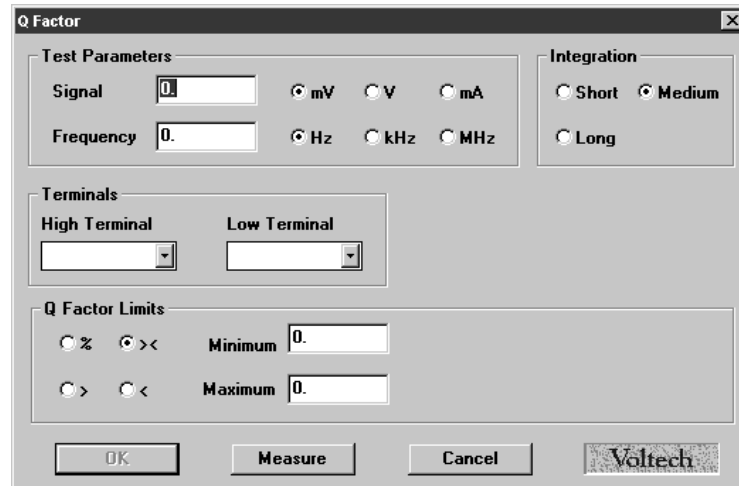 Q Factor
Test Parameters
Signal 0. mV V mA
Frequency 0. Hz kHz MHz
Integration
Short Medium
Long
Terminals
High Terminal Low Terminal
Q Factor Limits
% >< Minimum 0.
> < Maximum 0.
OK Measure Cancel Voltech